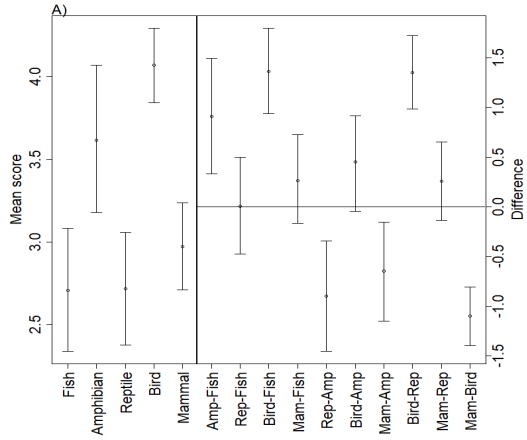 A)
Mean score
4.0
3.5
3.0
2.5
1.5
1.0
0.5
0.0
-0.5
-1.0
-1.5
Difference
Fish
Amphibian
Reptile
Bird
Mammal
Amp-Fish
Rep-Fish
Bird-Fish
Mam-Fish
Rep-Amp
Bird-Amp
Mam-Amp
Bird-Rep
Mam-Rep
Mam-Bird